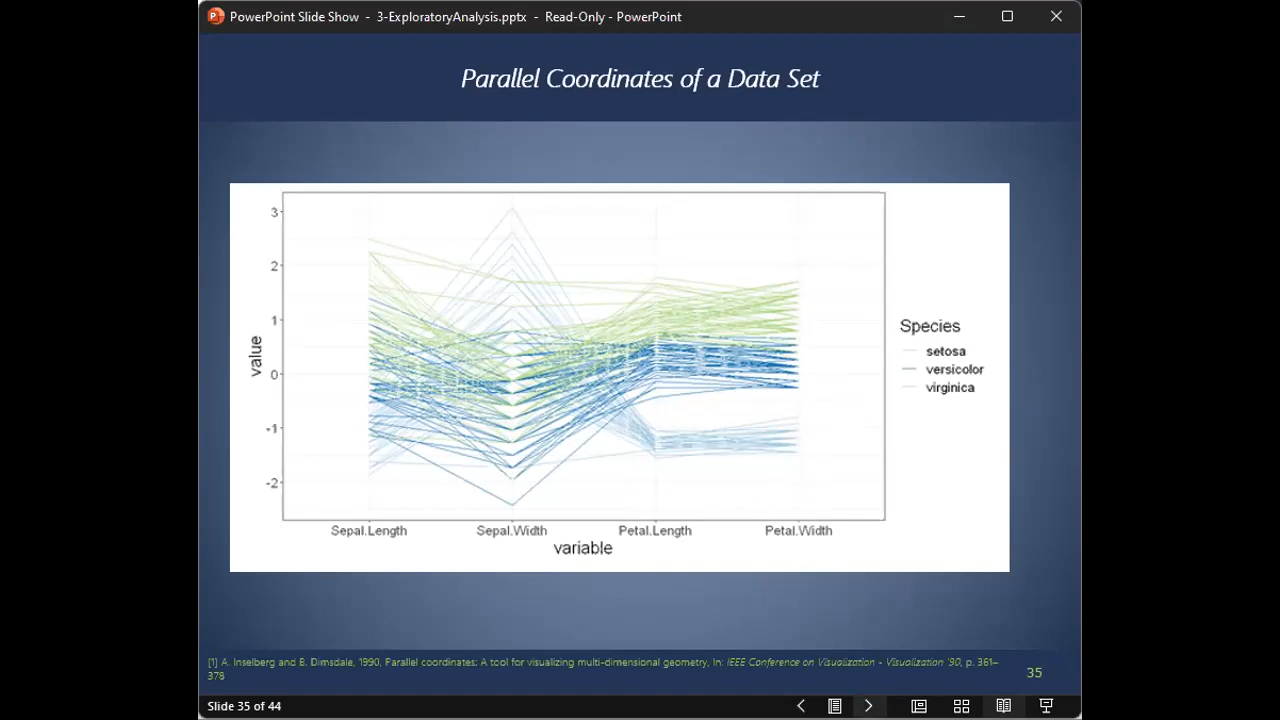 PowerPoint Slide Show - 3-ExploratoryAnalysis.pptx - Read-Only - PowerPoint
Parallel Coordinates of a Data Set
3
2
1
0
-1
-2
value
Sepal.Length Sepal.Width Petal.Length Petal.Width
variable
Species
setosa
versicolor
virginica
[1] A. Inselberg and B. Dimsdale, 1990, Parallel coordinates: A tool for visualizing multi-dimensional geometry, In: IEEE Conference on Visualization - Visualization '90, p. 361–
378
35
Slide 35 of 44